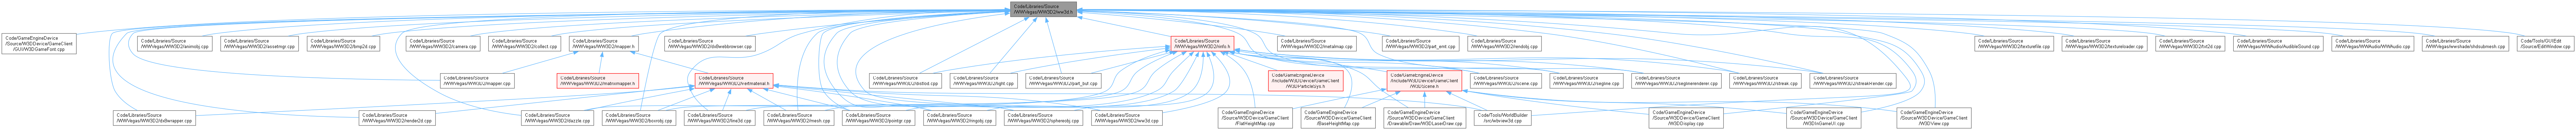 Code/Libraries/Source
/WWVegas/WW3D2/ww3d.h
Code/GameEngineDevice
/Source/W3DDevice/GameClient
/GUI/W3DGameFont.cpp
Code/Libraries/Source
/WWVegas/WW3D2/animobj.cpp
Code/Libraries/Source
/WWVegas/WW3D2/assetmgr.cpp
Code/Libraries/Source
/WWVegas/WW3D2/bmp2d.cpp
Code/Libraries/Source
/WWVegas/WW3D2/camera.cpp
Code/Libraries/Source
/WWVegas/WW3D2/collect.cpp
Code/Libraries/Source
/WWVegas/WW3D2/mapper.h
Code/Libraries/Source
/WWVegas/WW3D2/dx8webbrowser.cpp
Code/Libraries/Source
/WWVegas/WW3D2/rinfo.h
Code/Libraries/Source
/WWVegas/WW3D2/metalmap.cpp
Code/Libraries/Source
/WWVegas/WW3D2/part_emt.cpp
Code/Libraries/Source
/WWVegas/WW3D2/rendobj.cpp
Code/Libraries/Source
/WWVegas/WW3D2/texturefile.cpp
Code/Libraries/Source
/WWVegas/WW3D2/textureloader.cpp
Code/Libraries/Source
/WWVegas/WW3D2/txt2d.cpp
Code/Libraries/Source
/WWVegas/WWAudio/AudibleSound.cpp
Code/Libraries/Source
/WWVegas/WWAudio/WWAudio.cpp
Code/Libraries/Source
/WWVegas/wwshade/shdsubmesh.cpp
Code/Tools/GUIEdit
/Source/EditWindow.cpp
Code/Libraries/Source
/WWVegas/WW3D2/mapper.cpp
Code/Libraries/Source
/WWVegas/WW3D2/matrixmapper.h
Code/Libraries/Source
/WWVegas/WW3D2/vertmaterial.h
Code/Libraries/Source
/WWVegas/WW3D2/distlod.cpp
Code/Libraries/Source
/WWVegas/WW3D2/light.cpp
Code/Libraries/Source
/WWVegas/WW3D2/part_buf.cpp
Code/GameEngineDevice
/Include/W3DDevice/GameClient
/W3DParticleSys.h
Code/GameEngineDevice
/Include/W3DDevice/GameClient
/W3DScene.h
Code/Libraries/Source
/WWVegas/WW3D2/scene.cpp
Code/Libraries/Source
/WWVegas/WW3D2/segline.cpp
Code/Libraries/Source
/WWVegas/WW3D2/seglinerenderer.cpp
Code/Libraries/Source
/WWVegas/WW3D2/streak.cpp
Code/Libraries/Source
/WWVegas/WW3D2/streakRender.cpp
Code/Libraries/Source
/WWVegas/WW3D2/dx8wrapper.cpp
Code/Libraries/Source
/WWVegas/WW3D2/render2d.cpp
Code/Libraries/Source
/WWVegas/WW3D2/dazzle.cpp
Code/Libraries/Source
/WWVegas/WW3D2/boxrobj.cpp
Code/Libraries/Source
/WWVegas/WW3D2/line3d.cpp
Code/Libraries/Source
/WWVegas/WW3D2/mesh.cpp
Code/Libraries/Source
/WWVegas/WW3D2/pointgr.cpp
Code/Libraries/Source
/WWVegas/WW3D2/ringobj.cpp
Code/Libraries/Source
/WWVegas/WW3D2/sphereobj.cpp
Code/Libraries/Source
/WWVegas/WW3D2/ww3d.cpp
Code/GameEngineDevice
/Source/W3DDevice/GameClient
/FlatHeightMap.cpp
Code/GameEngineDevice
/Source/W3DDevice/GameClient
/BaseHeightMap.cpp
Code/GameEngineDevice
/Source/W3DDevice/GameClient
/Drawable/Draw/W3DLaserDraw.cpp
Code/Tools/WorldBuilder
/src/wbview3d.cpp
Code/GameEngineDevice
/Source/W3DDevice/GameClient
/W3DDisplay.cpp
Code/GameEngineDevice
/Source/W3DDevice/GameClient
/W3DInGameUI.cpp
Code/GameEngineDevice
/Source/W3DDevice/GameClient
/W3DView.cpp